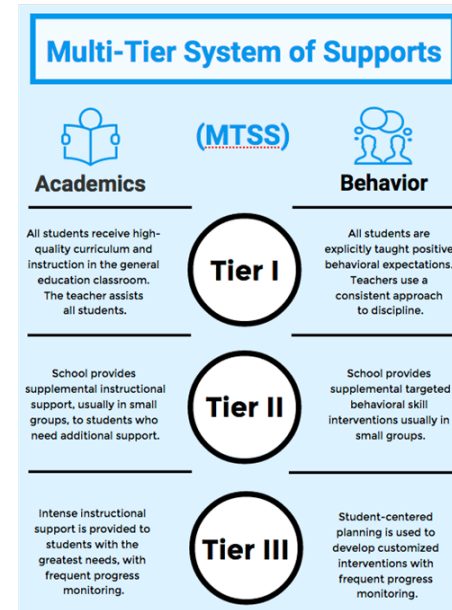 Multi-Tier System of Supports
(MTSS)
Academics
Behavior
All students receive high-
quality curriculum and
instruction in the general
education classroom.
The teacher assists
all students.
Tier I
All students are
explicitly taught positive
behavioral expectations.
Teachers use a
consistent approach
to discipline.
School provides
supplemental instructional
support, usually in small
groups, to students who
need additional support.
Tier II
School provides
supplemental targeted
behavioral skill
interventions usually in
small groups.
Intense instructional
support is provided to
students with the
greatest needs, with
frequent progress
monitoring.
Tier III
Student-centered
planning is used to
develop customized
interventions with
frequent progress
monitoring.